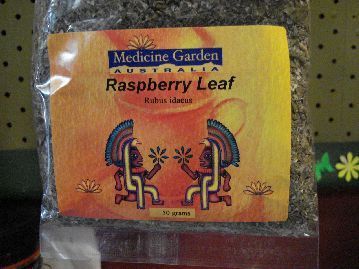 Medicine Garden
AUSTRALIA
Raspberry Leaf
Rubus idaeus
50 grams